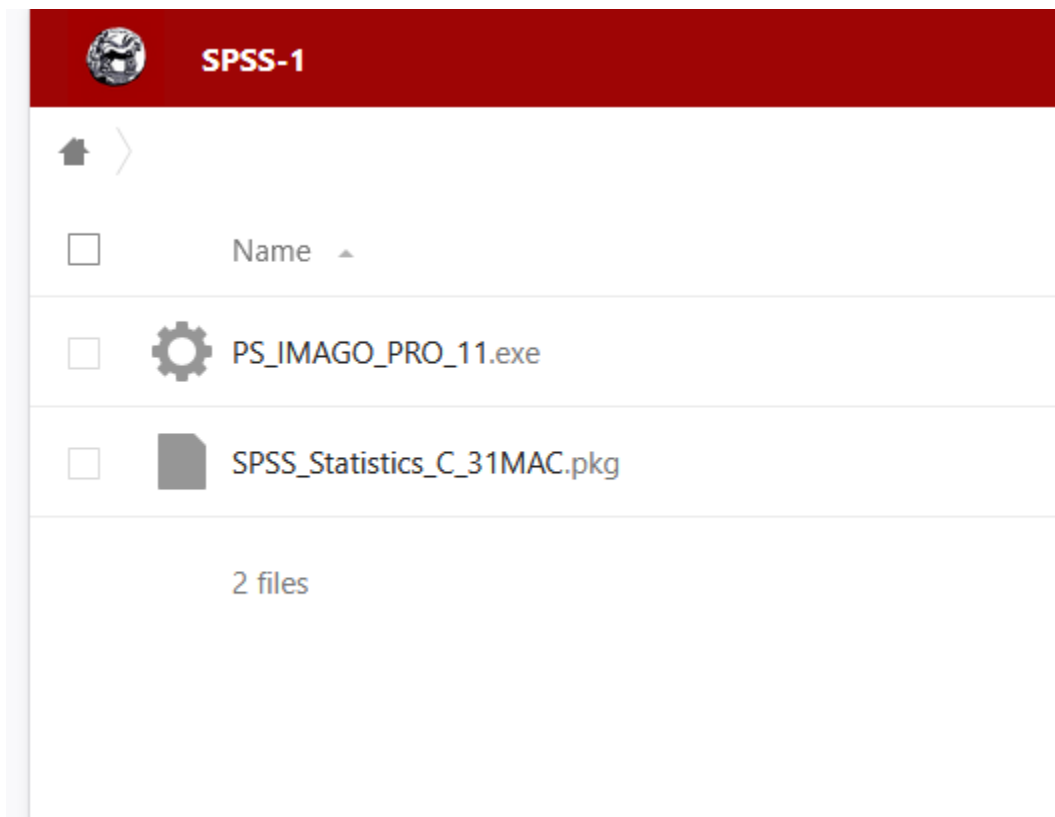 SPSS-1
Name
PS_IMAGO_PRO_11.exe
SPSS_Statistics_C_31MAC.pkg
2 files